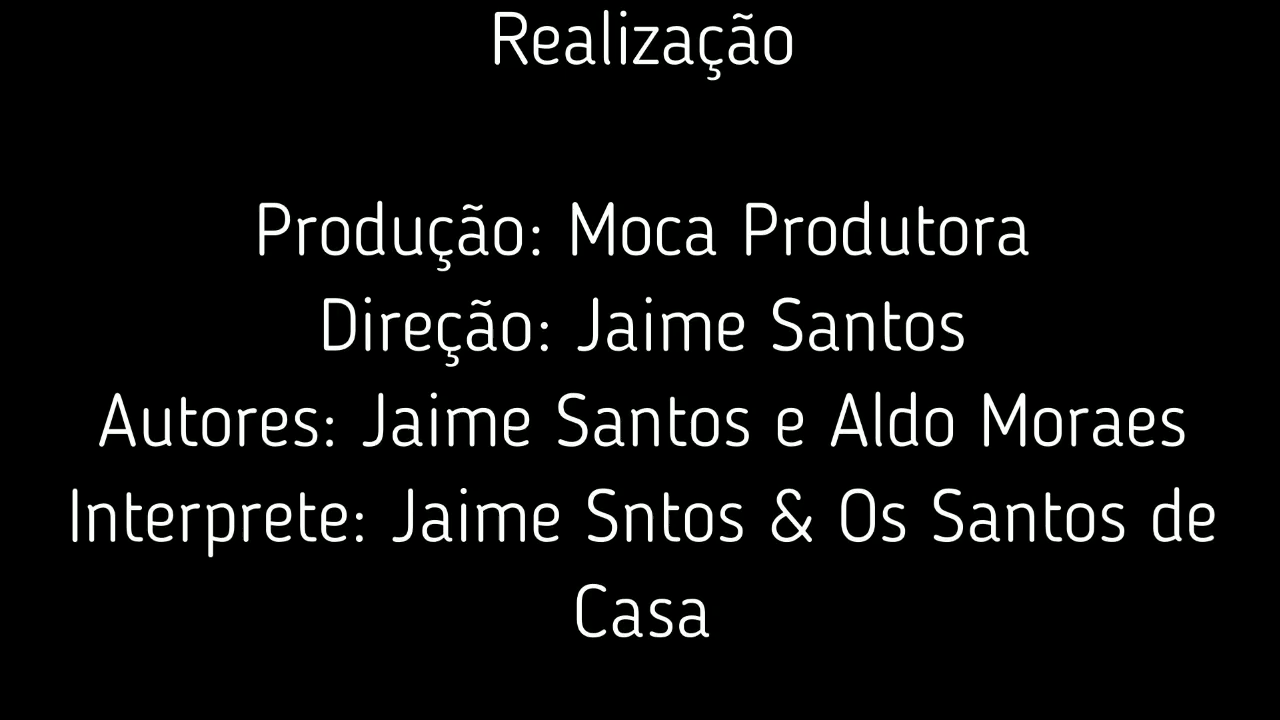 Realização
Produção: Moca Produtora
Direção: Jaime Santos
Autores: Jaime Santos e Aldo Moraes
Interprete: Jaime Sntos & Os Santos de
Casa